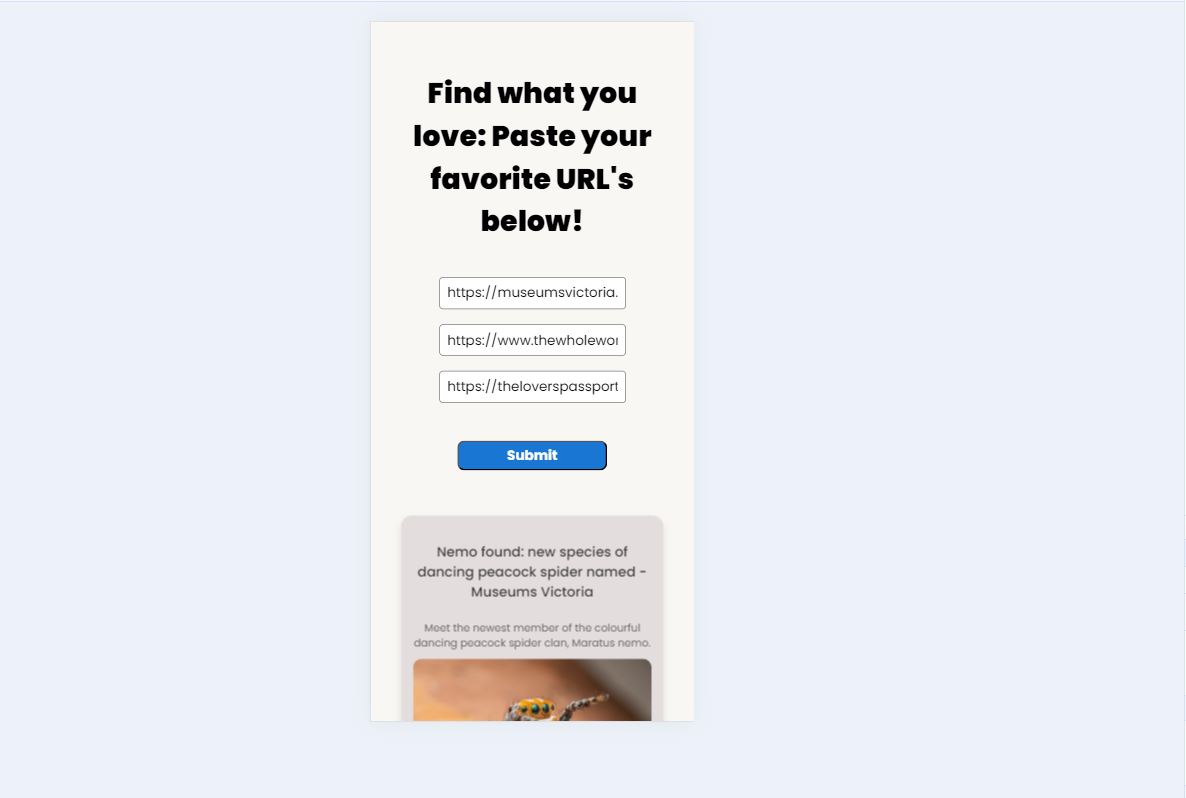 Find what you
love: Paste your
favorite URL's
below!
https://museumsvictoria.
https://www.thewholewor
https://theloverspassport
Submit
Nemo found: new species of
dancing peacock spider named -
Museums Victoria
Meet the newest member of the colourful
dancing peacock spider clan, Maratus nemo.